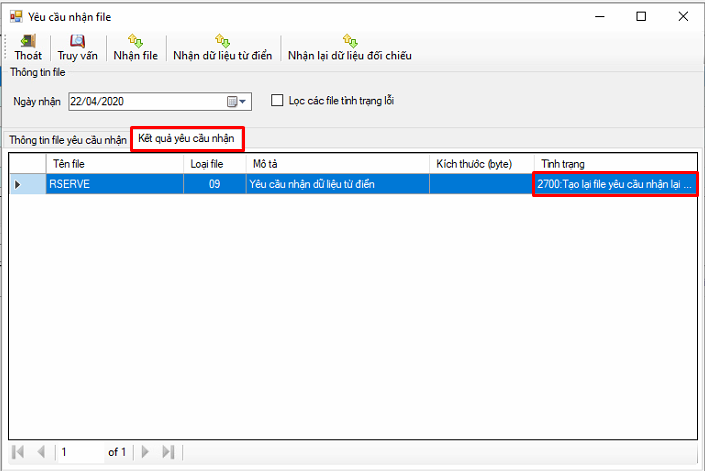 Yêu cầu nhận file
Thoát Truy vấn Nhận file Nhận dữ liệu từ điển Nhận lại dữ liệu đối chiếu
Thông tin file
Ngày nhận 22/04/2020 Lọc các file tình trạng lỗi
Thông tin file yêu cầu nhận Kết quả yêu cầu nhận
Tên file Loại file Mô tả Kích thước (byte) Tình trạng
RSERVE 09 Yêu cầu nhận dữ liệu từ điển 2700:Tạo lại file yêu cầu nhận lại ...
1 of 1